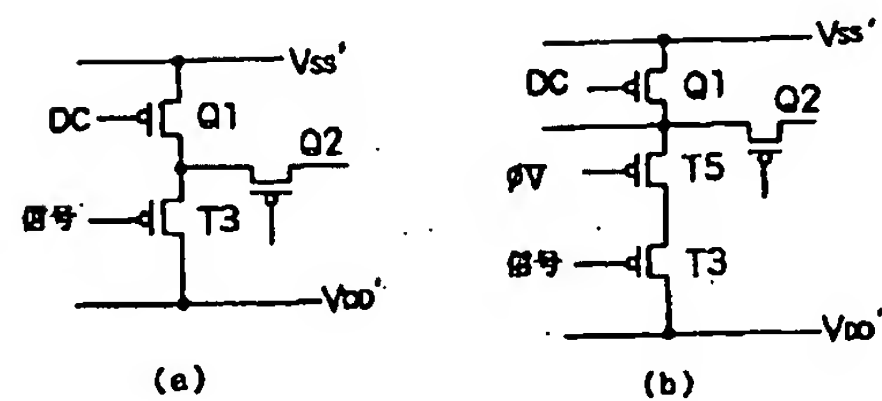 VSS'
DC
Q1
Q2
信号
T3
VDD'
(a)
VSS'
DC
Q1
Q2
φV
T5
信号
T3
VDD'
(b)